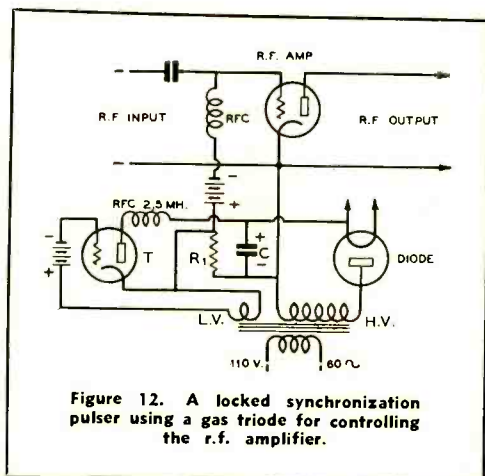 R.F. AMP
R.F INPUT
RFC
R.F OUTPUT
-
+
RFC 2,5 MH.
-
+
T
R1
+
C
-
DIODE
L.V.
H.V.
110 V.
60 ~
Figure 12. A locked synchronization
pulser using a gas triode for controlling
the r.f. amplifier.